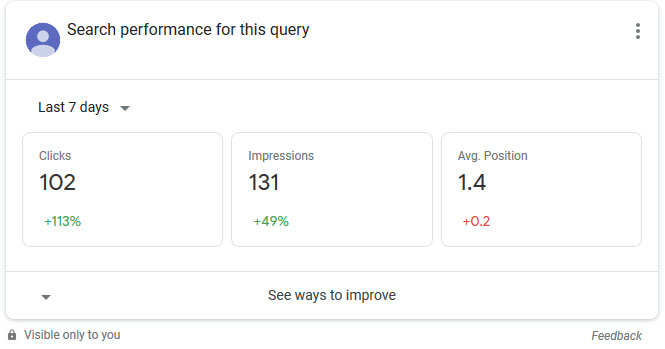 Search performance for this query
Last 7 days
Clicks
102
+113%
Impressions
131
+49%
Avg. Position
1.4
+0.2
See ways to improve
Visible only to you
Feedback